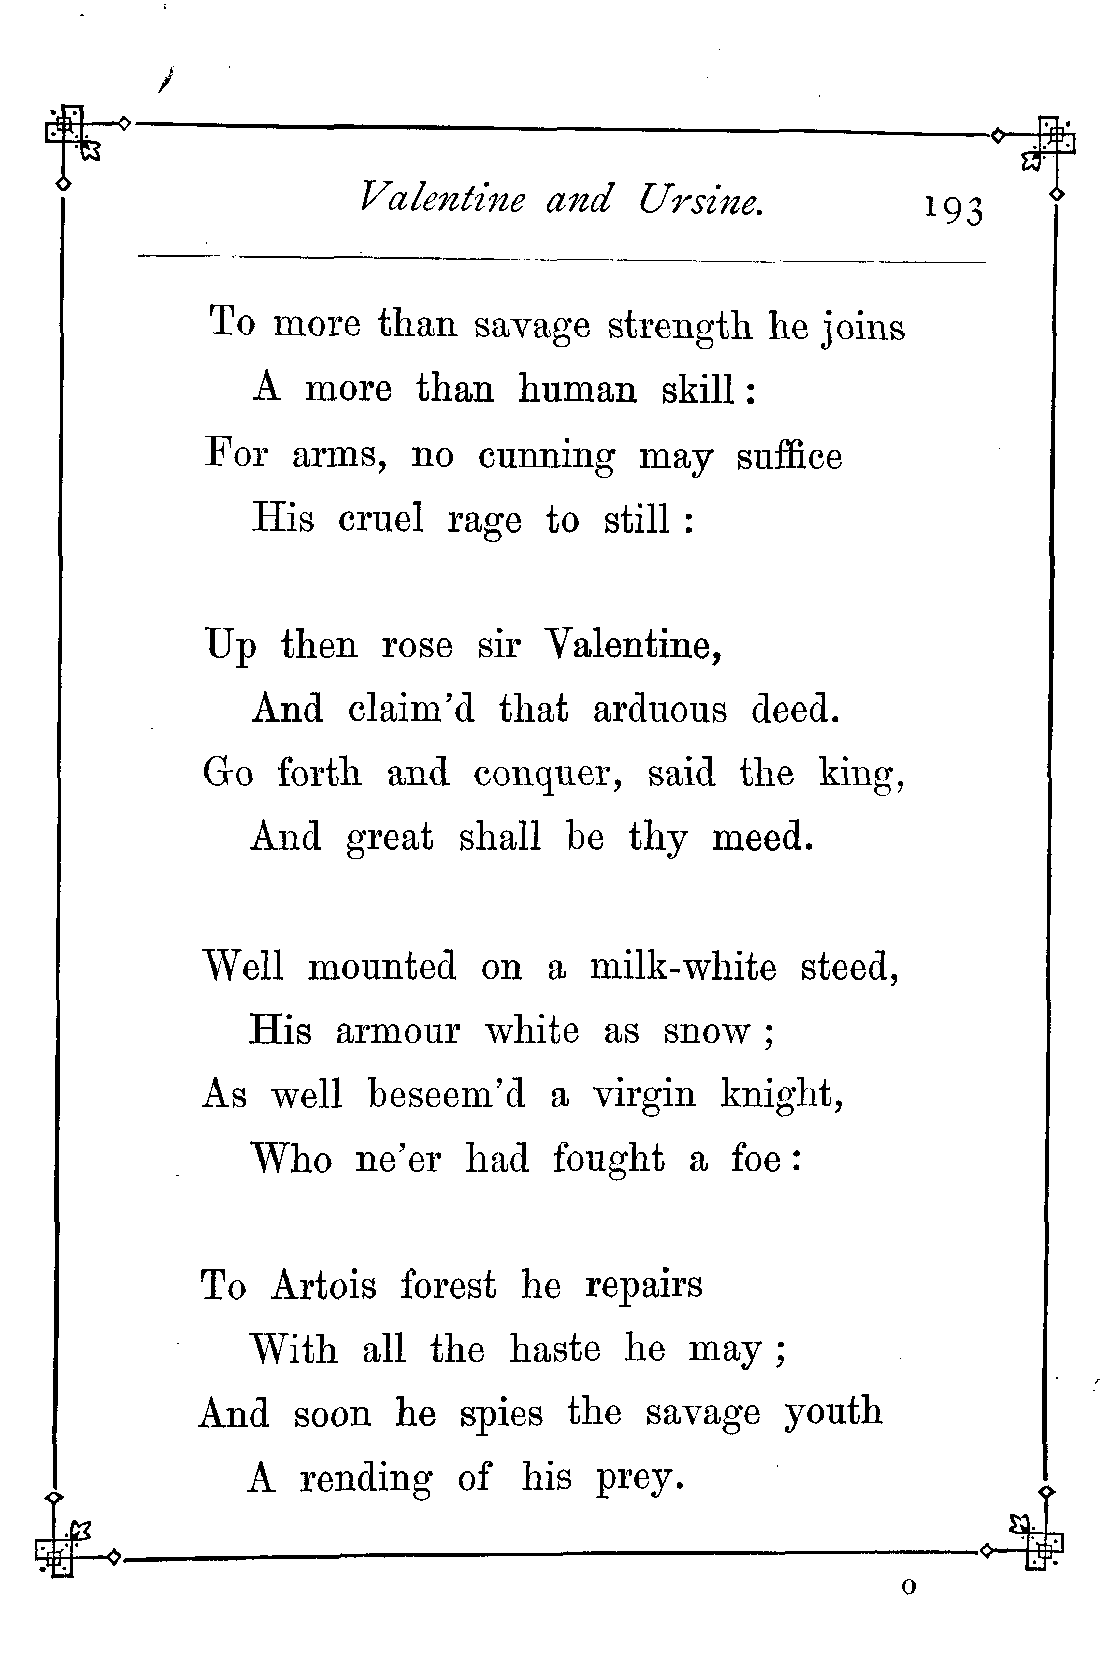 Valentine and Ursine. 193
To more than savage strength he joins
A more than human skill :
For arms, no cunning may suffice
His cruel rage to still :
Up then rose sir Valentine,
And claim'd that arduous deed.
Go forth and conquer, said the king,
And great shall be thy meed.
Well mounted on a milk-white steed,
His armour white as snow ;
As well beseem'd a virgin knight,
Who ne'er had fought a foe :
To Artois forest he repairs
With all the haste he may ;
And soon he spies the savage youth
A rending of his prey.
O